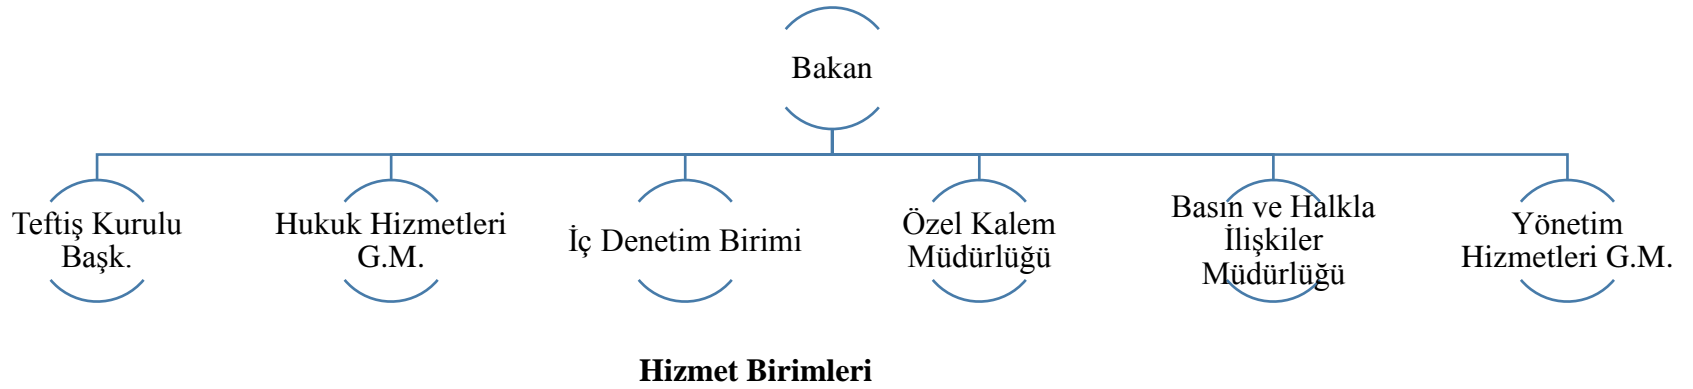 Bakan
Teftiş Kurulu
Başk.
Hukuk Hizmetleri
G.M.
İç Denetim Birimi
Özel Kalem
Müdürlüğü
Basın ve Halkla
İlişkiler
Müdürlüğü
Yönetim
Hizmetleri G.M.
Hizmet Birimleri